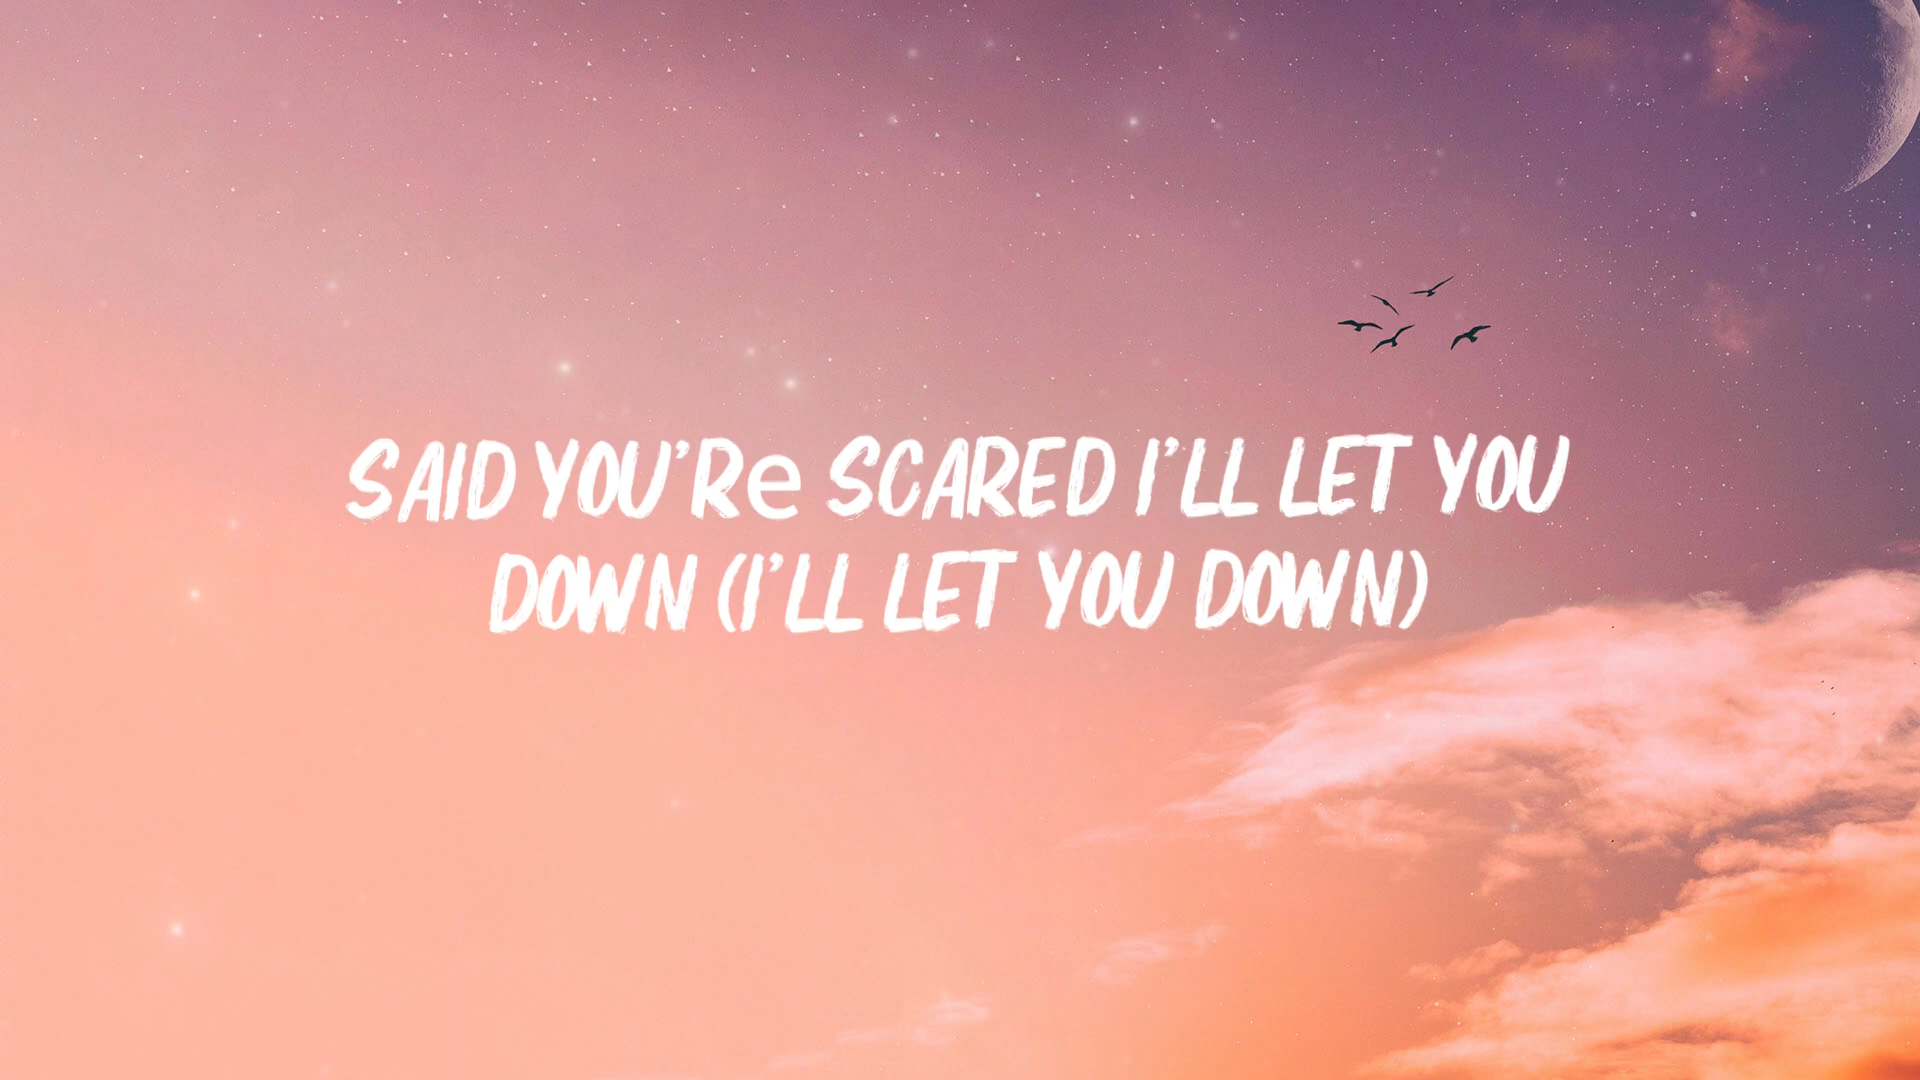 SAID YOU'Re SCARED I'LL LET YOU
DOWN (I'LL LET YOU DOWN)